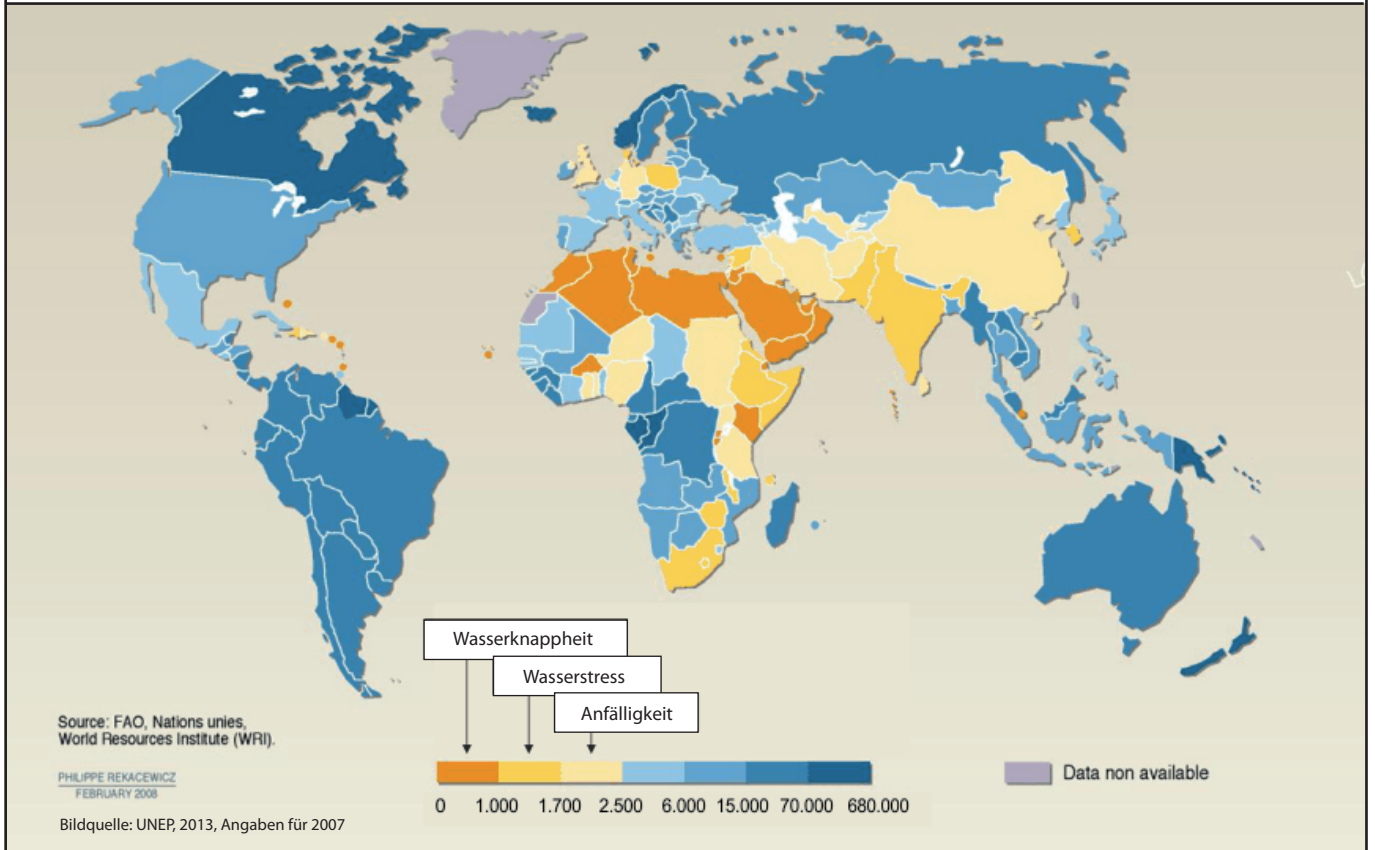 Wasserknappheit
Wasserstress
Anfälligkeit
Source: FAO, Nations unies,
World Resources Institute (WRI).
PHILIPPE REKACEWICZ
FEBRUARY 2008
Bildquelle: UNEP, 2013, Angaben für 2007
0 1.000 1.700 2.500 6.000 15.000 70.000 680.000
Data non available